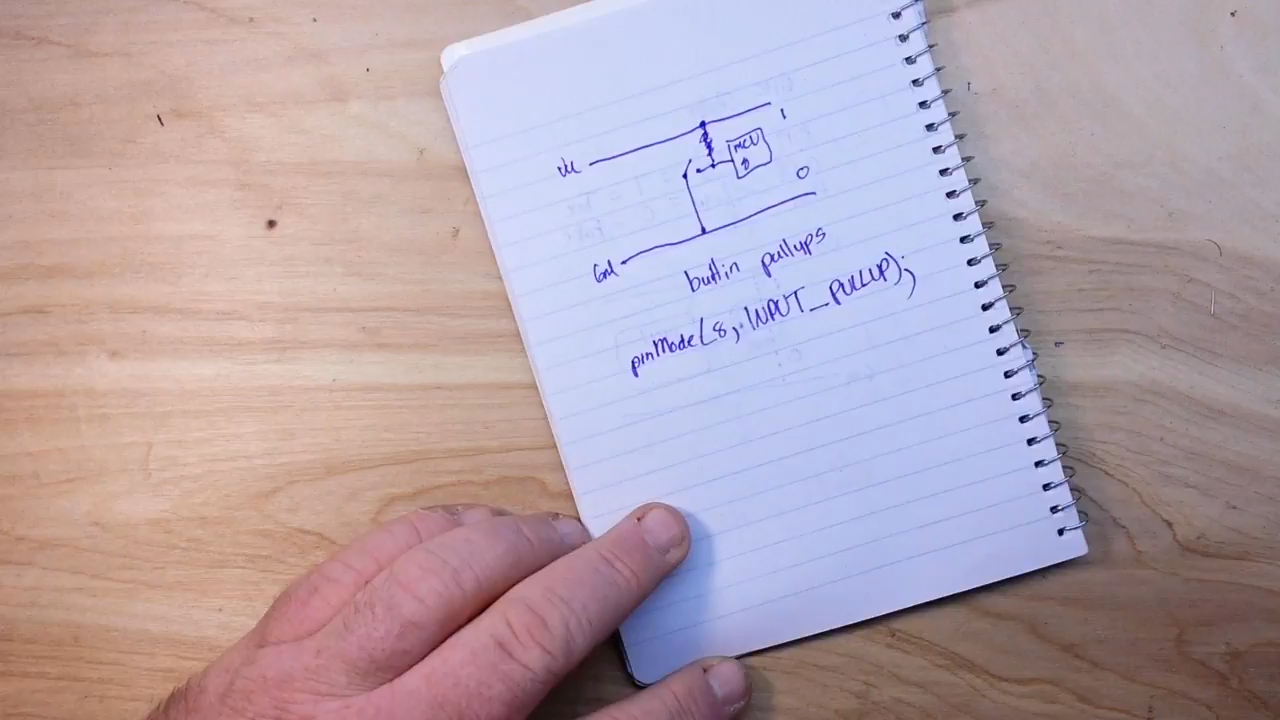 1
Vcc
MCU
0
Gnd
builtin pullups
pinMode(8, INPUT_PULLUP);